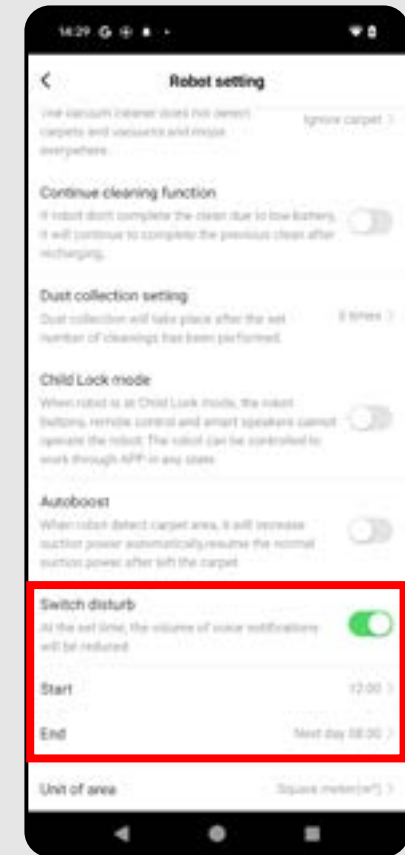 14:29 G
Robot setting
The vacuum cleaner does not detect
carpets and vacuums and mops
everywhere.
Ignore carpet >
Continue cleaning function
If robot don't complete the clean due to low battery,
it will continue to complete the previous clean after
recharging.
Dust collection setting
Dust collection will take place after the set
number of cleanings has been performed.
times >
Child Lock mode
When robot is at Child Lock mode, the robot
buttons, remote control and smart speakers cannot
operate the robot. The robot can be controlled to
work through APP in any state.
Autoboost
When robot detect carpet area, it will increase
suction power automatically,resume the normal
suction power after left the carpet
Switch disturb
At the set time, the volume of voice notifications
will be reduced
Start
12:00 >
End
Next day 08:00 >
Unit of area
Square meter(m²) >